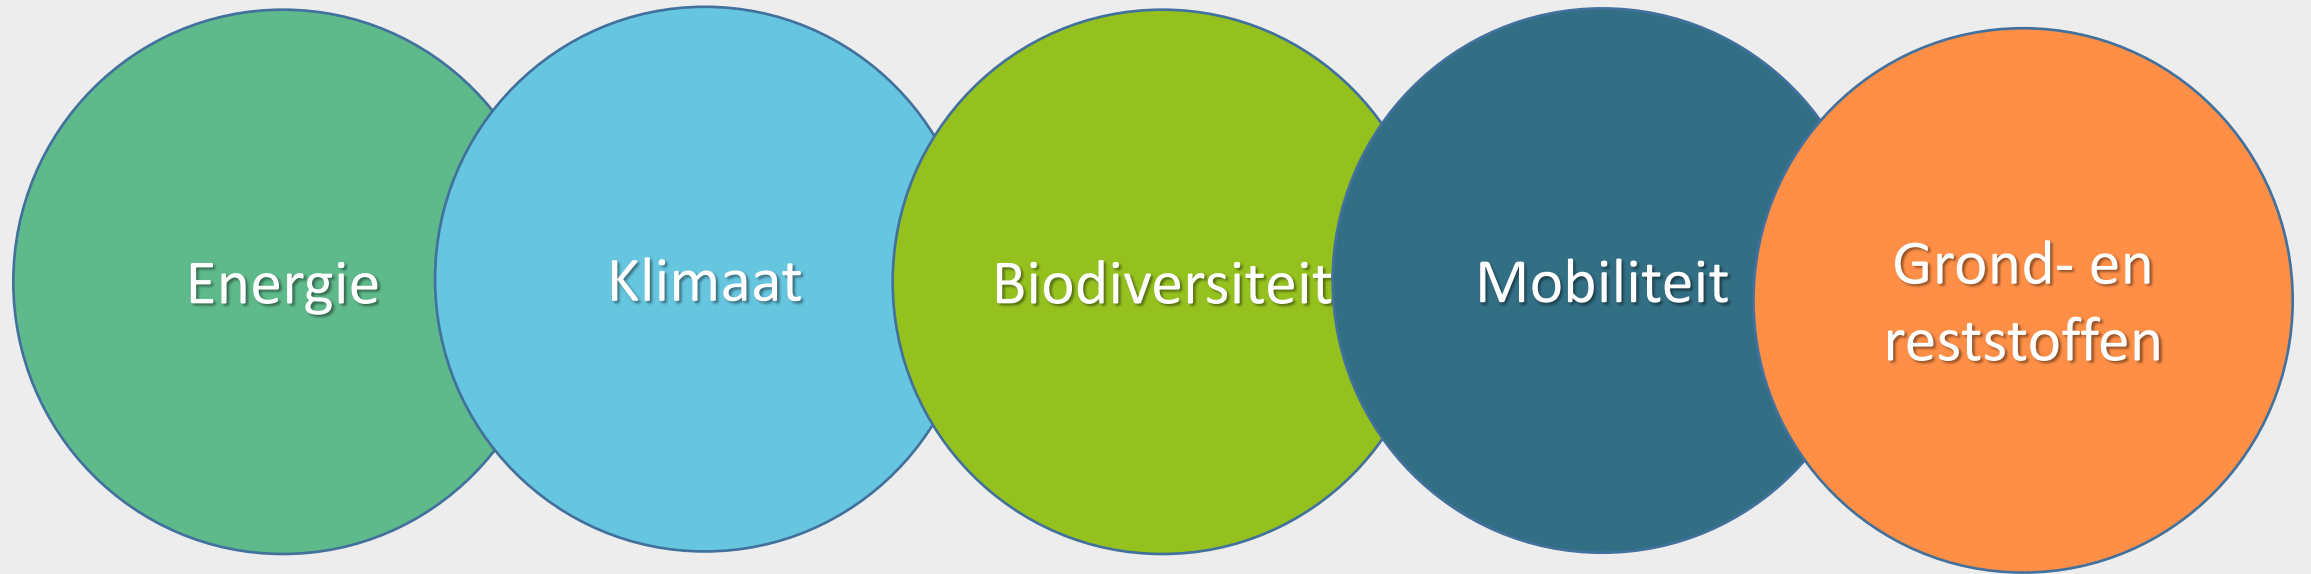 Energie
Klimaat
Biodiversiteit
Mobiliteit
Grond- en
reststoffen